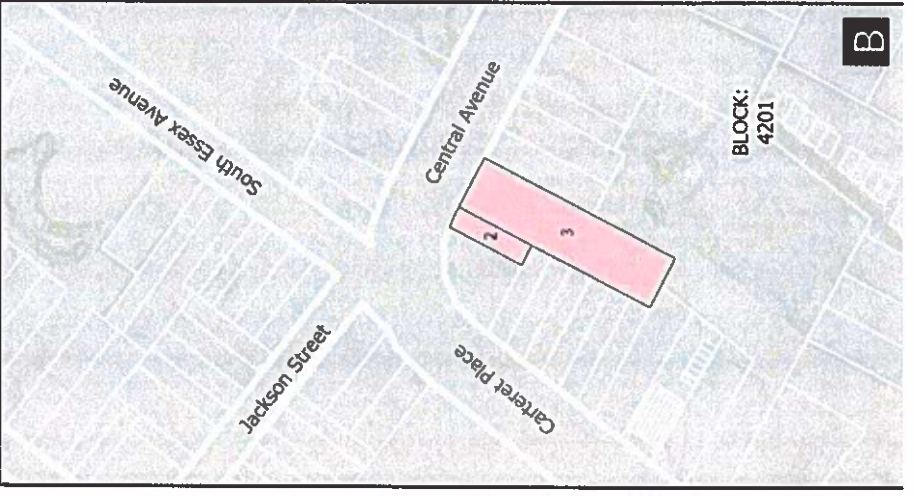 South Essex Avenue
Central Avenue
Jackson Street
Carteret Place
2
3
BLOCK:
4201
B